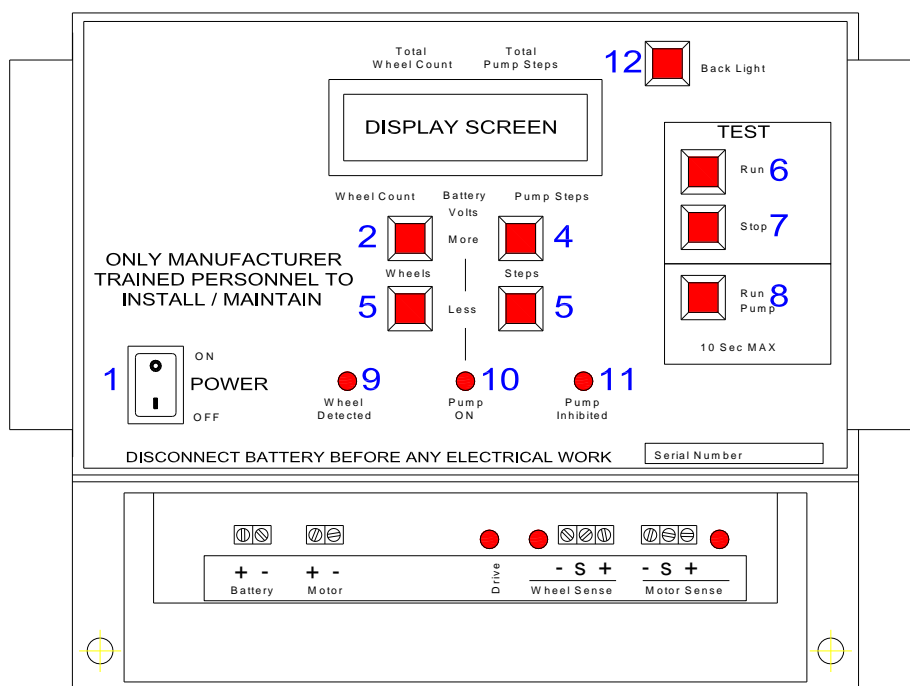 Total Wheel Count
Total Pump Steps
12
Back Light
DISPLAY SCREEN
TEST
Run 6
Stop 7
Run Pump 8
10 Sec MAX
Wheel Count
Battery Volts
Pump Steps
2
More
4
Wheels
Steps
5
Less
5
ONLY MANUFACTURER
TRAINED PERSONNEL TO
INSTALL / MAINTAIN
1
ON
POWER
OFF
9
Wheel
Detected
10
Pump
ON
11
Pump
Inhibited
DISCONNECT BATTERY BEFORE ANY ELECTRICAL WORK
Serial Number
+ -
Battery
+ -
Motor
Drive
- S +
Wheel Sense
- S +
Motor Sense